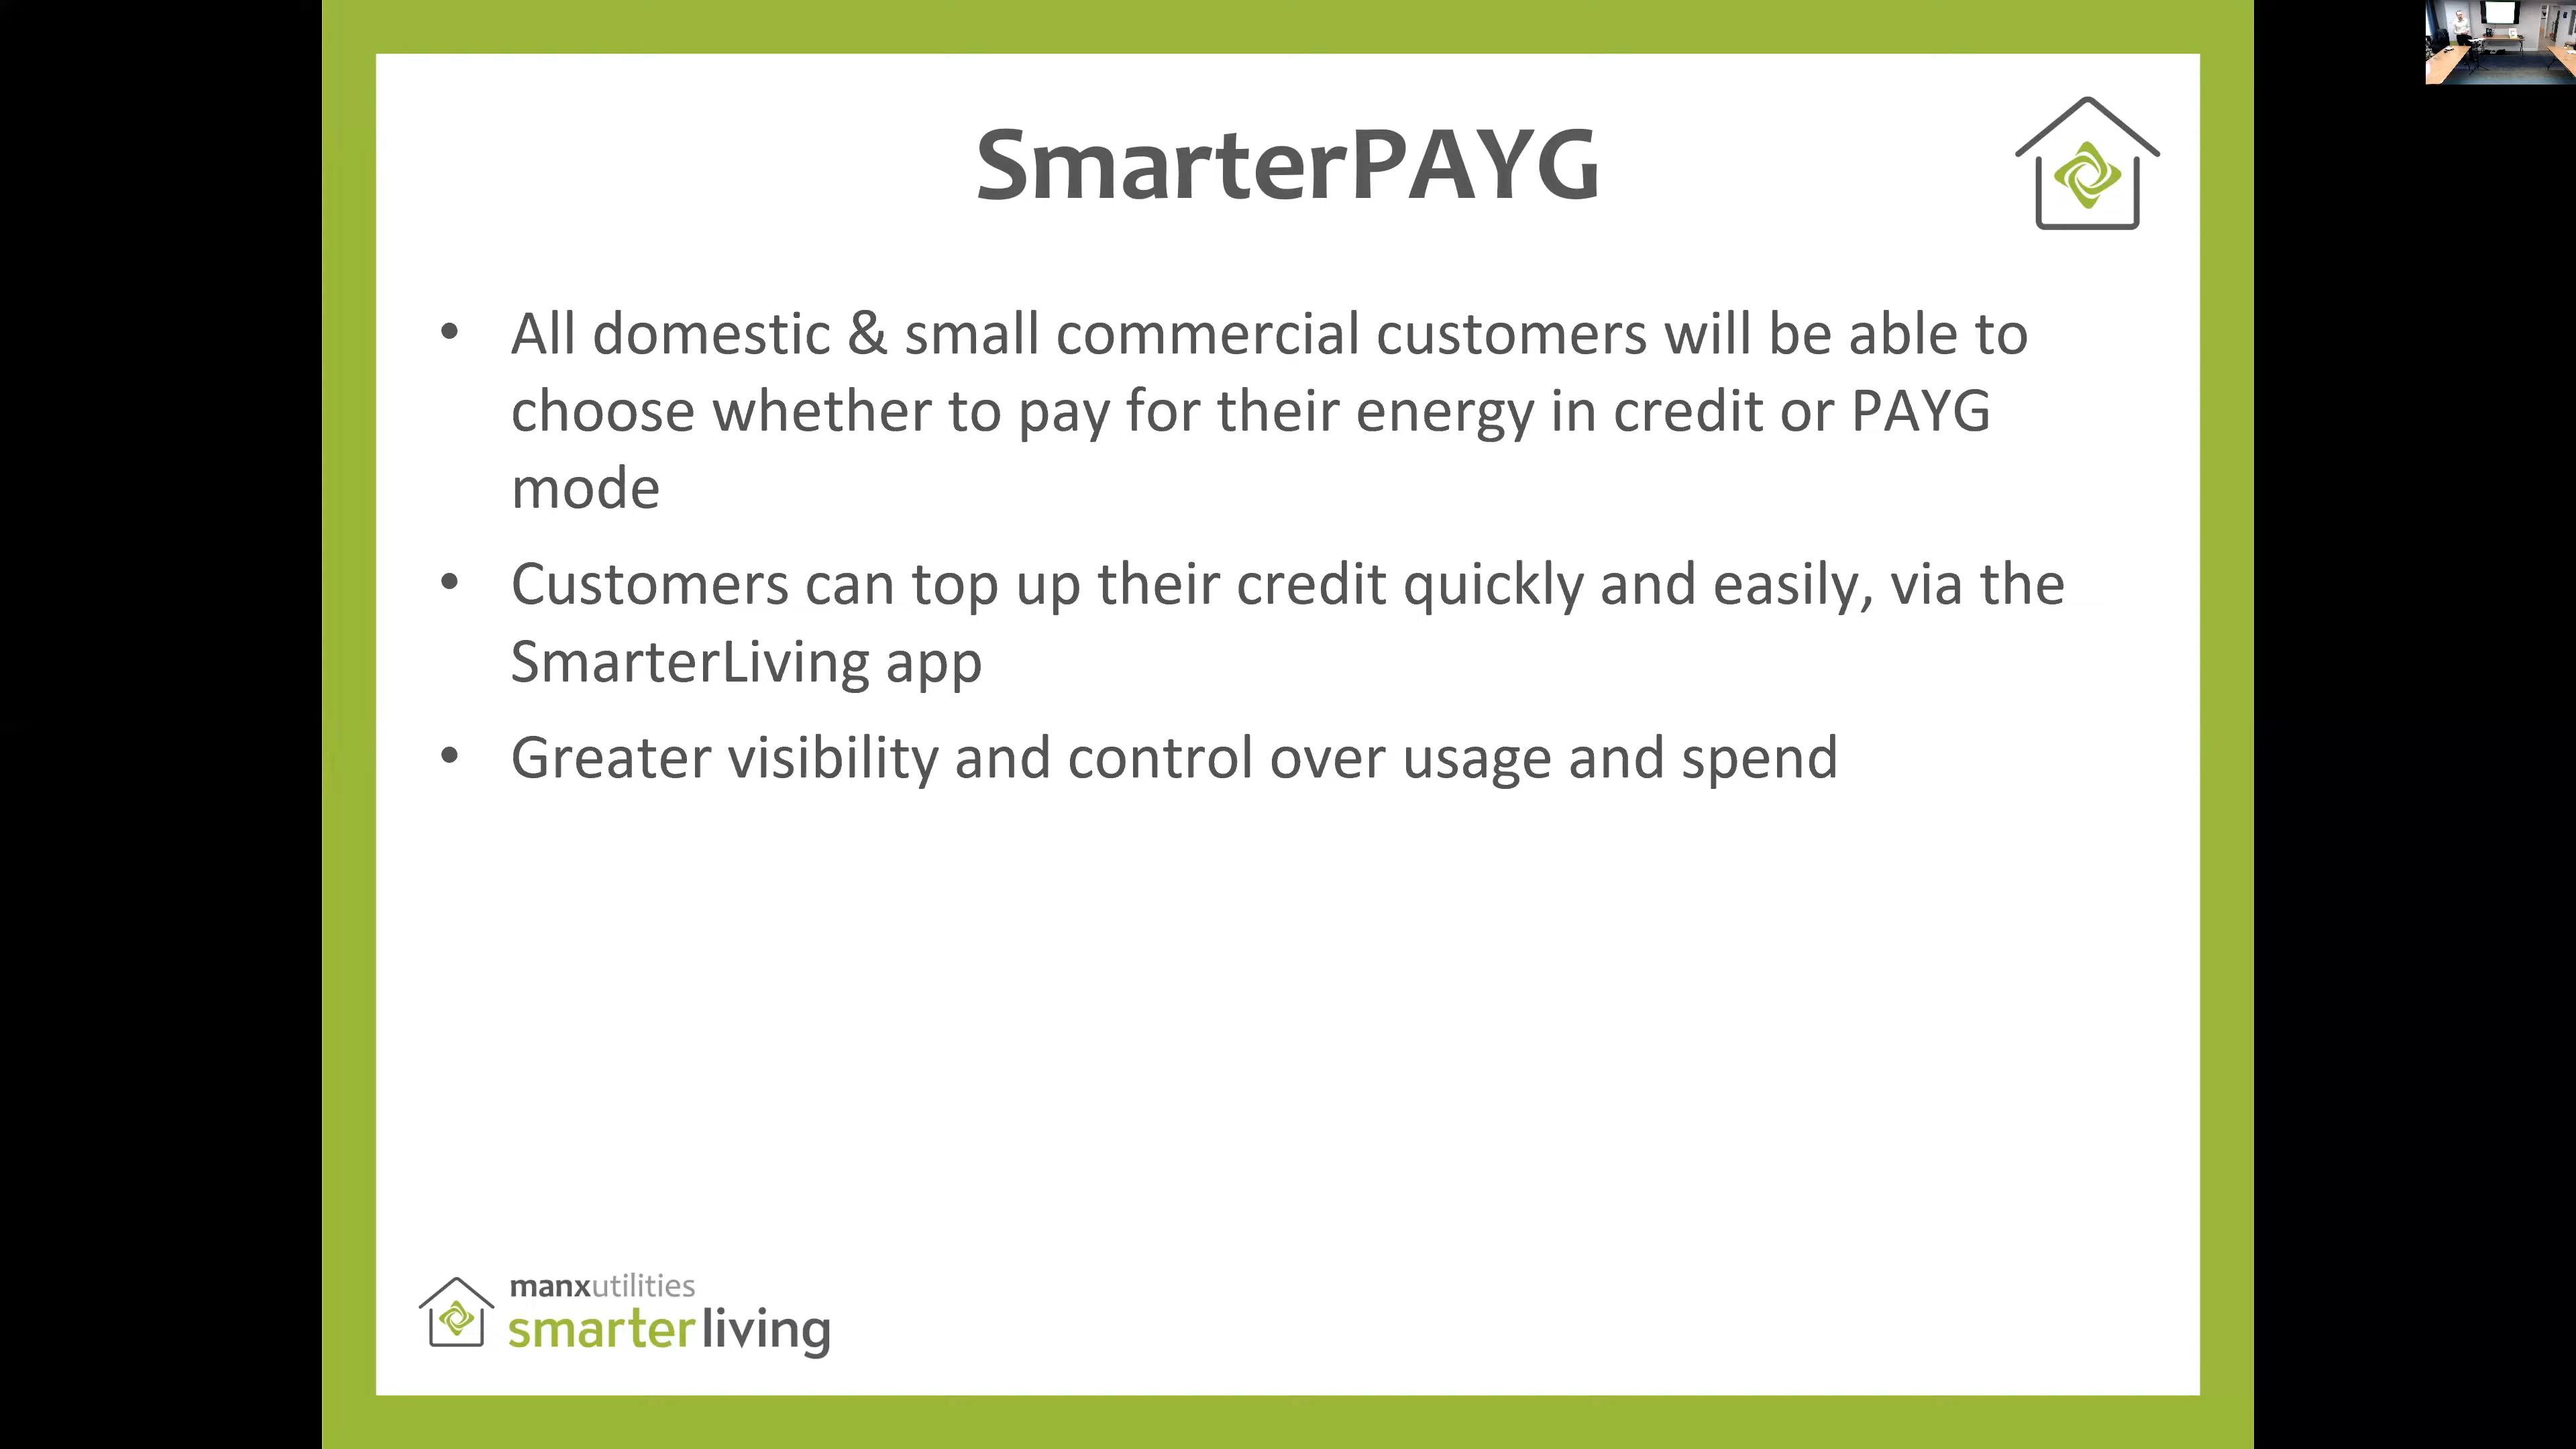 SmarterPAYG
• All domestic & small commercial customers will be able to
choose whether to pay for their energy in credit or PAYG
mode
• Customers can top up their credit quickly and easily, via the
SmarterLiving app
• Greater visibility and control over usage and spend
manxutilities
smarterliving